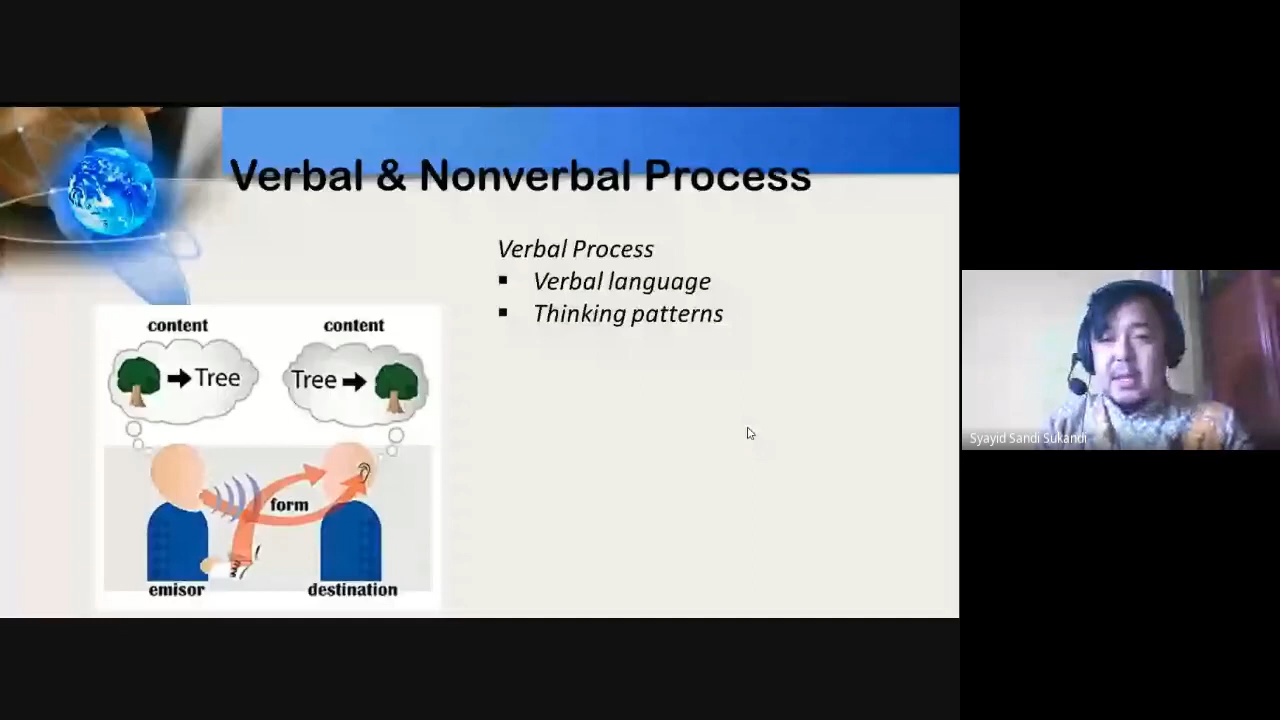 Verbal & Nonverbal Process
Verbal Process
▪ Verbal language
▪ Thinking patterns
content content
Tree Tree
form
emisor destination
Syayid Sandi Sukandi